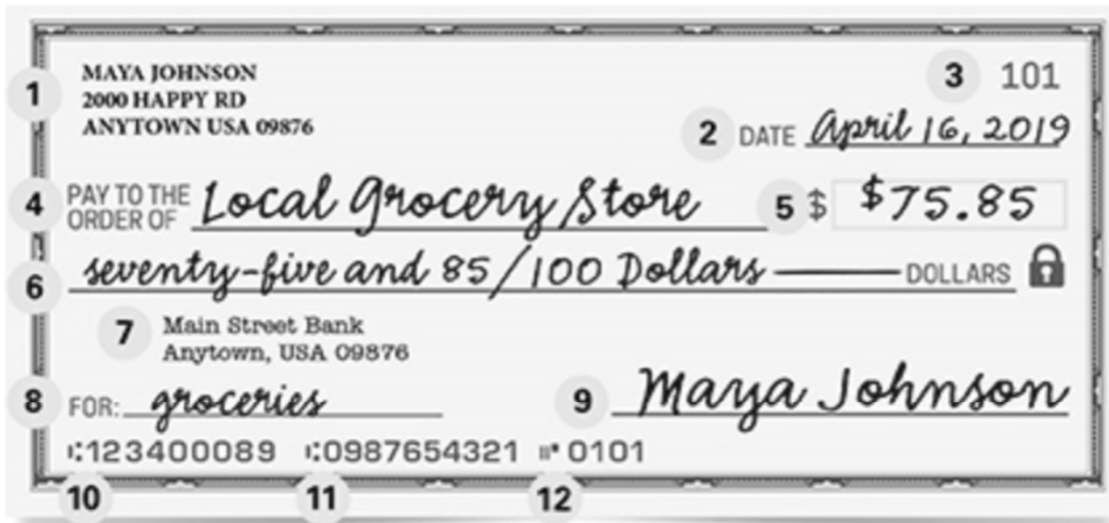 1 MAYA JOHNSON
2000 HAPPY RD
ANYTOWN USA 09876
3 101
2 DATE April 16, 2019
4 PAY TO THE
ORDER OF Local Grocery Store 5 $ $75.85
6 seventy-five and 85/100 Dollars DOLLARS
7 Main Street Bank
Anytown, USA 09876
8 FOR: groceries 9 Maya Johnson
⑆123400089 ⑆0987654321 ⑈0101
10 11 12